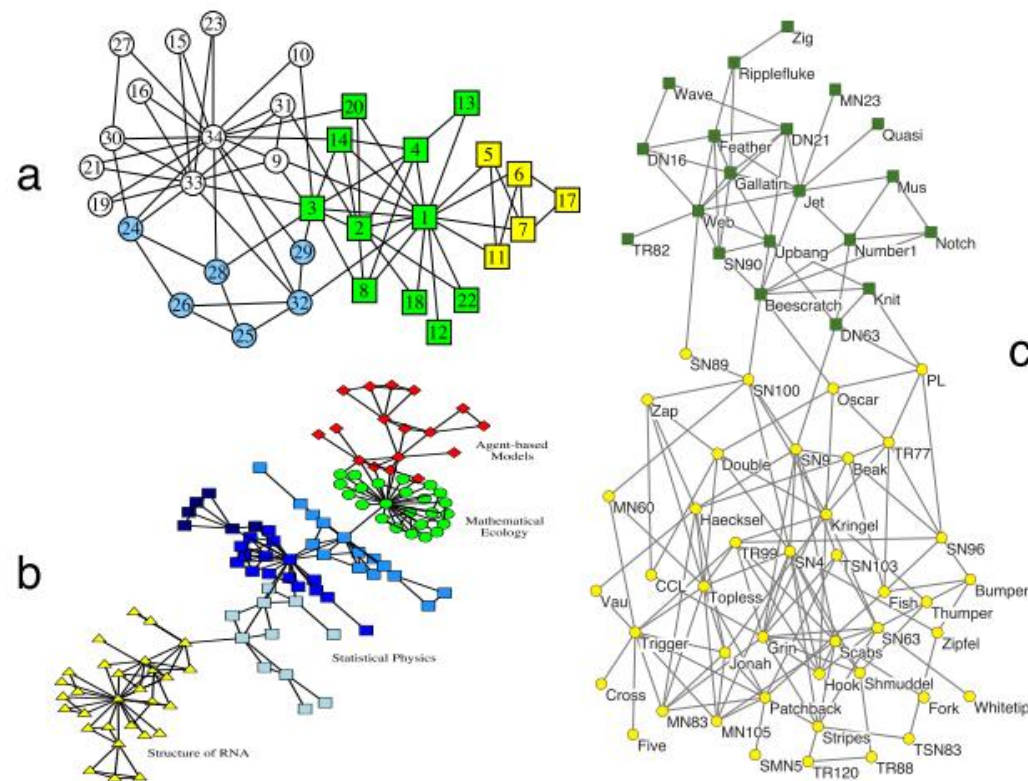 a
23
27
15
10
16
31
20
13
30
34
14
4
5
21
9
6
33
17
19
3
1
2
7
24
29
11
28
8
18
22
26
32
12
25
b
Agent-based
Models
Mathematical
Ecology
Statistical Physics
Structure of RNA
c
Zig
Ripplefluke
Wave
MN23
DN21
Quasi
Feather
DN16
Gallatin
Mus
Jet
Web
TR82
Upbang
Number1
Notch
SN90
Beescratch
Knit
DN63
SN89
PL
SN100
Oscar
Zap
Double
SN9
TR77
Beak
MN60
Haecksel
Kringel
TR99
SN4
TSN103
SN96
Vau
CCL
Topless
Fish
Bumper
Thumper
Trigger
Grin
Scabs
SN63
Zipfel
Jonah
Hook
Shmuddel
Cross
MN83
Patchback
Fork
Whitetip
Five
MN105
Stripes
TSN83
SMN5
TR120
TR88